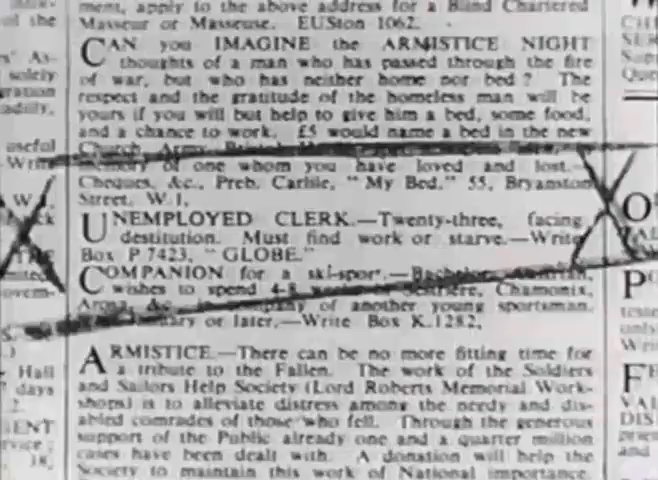 ment, apply to the above address for a Blind Chartered
Masseur or Masseuse. EUSton 1062.
CAN you IMAGINE the ARMISTICE NIGHT
thoughts of a man who has passed through the fire
of war, but who has neither home nor bed? The
respect and the gratitude of the homeless man will be
yours if you will but help to give him a bed, some food,
and a chance to work. £5 would name a bed in the new
Church Army
memory of one whom you have loved and lost.—
Cheques, &c., Preb. Carlile, "My Bed," 55, Bryanston
Street, W.1.
UNEMPLOYED CLERK.—Twenty-three, facing
destitution. Must find work or starve.—Write
Box P.7423, "GLOBE."
COMPANION for a ski-sport.—Bachelor,
wishes to spend 4-8 Chamonix,
Arosa, &c. company of another young sportsman.
or later.—Write Box K.1282,
ARMISTICE.—There can be no more fitting time for
a tribute to the Fallen. The work of the Soldiers
and Sailors Help Society (Lord Roberts Memorial Work-
shops) is to alleviate distress among the needy and dis-
abled comrades of those who fell. Through the generous
support of the Public already one and a quarter million
cases have been dealt with. A donation will help the
Society to maintain this work of National importance.